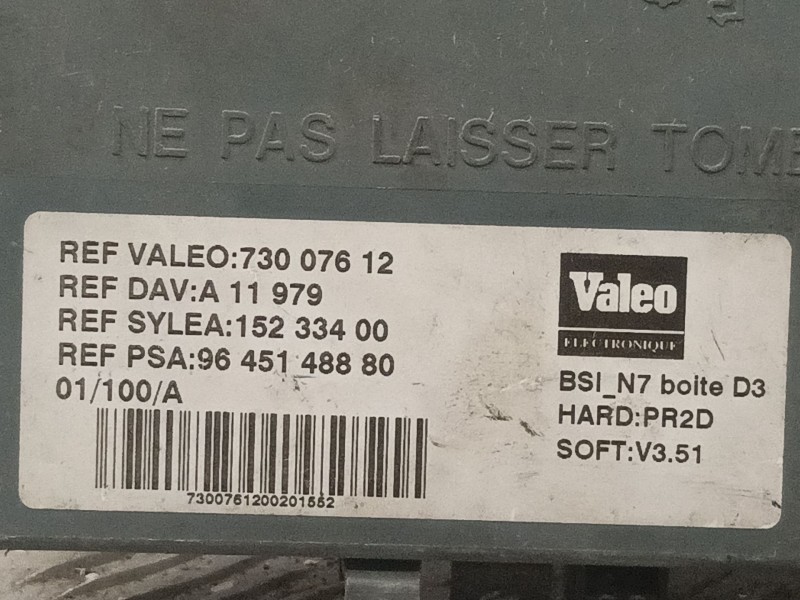 NE PAS LAISSER TOMB
REF VALEO:730 076 12
REF DAV:A 11 979
REF SYLEA:152 334 00
REF PSA:96 451 488 80
01/100/A
7300761200201552
Valeo
ELECTRONIQUE
BSI_N7 boite D3
HARD:PR2D
SOFT:V3.51